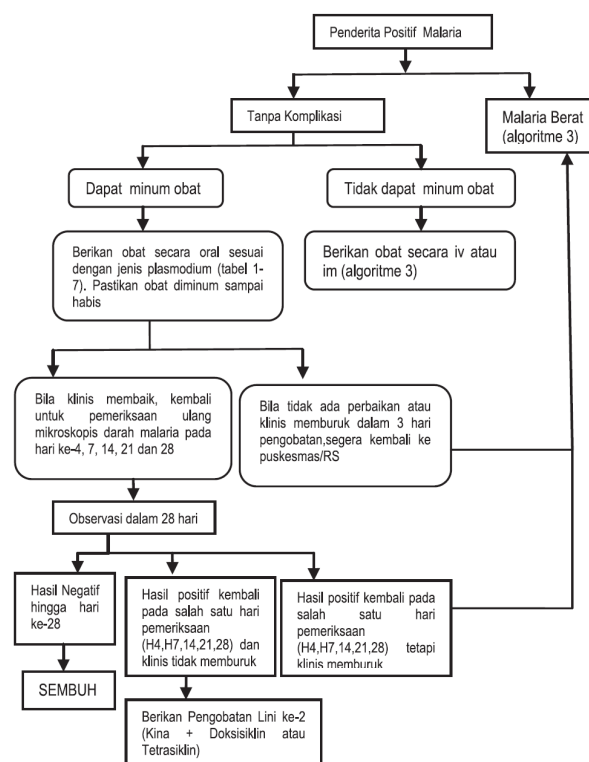 Penderita Positif Malaria
Tanpa Komplikasi
Malaria Berat
(algoritme 3)
Dapat minum obat
Tidak dapat minum obat
Berikan obat secara oral sesuai
dengan jenis plasmodium (tabel 1-
7). Pastikan obat diminum sampai
habis
Berikan obat secara iv atau
im (algoritme 3)
Bila klinis membaik, kembali
untuk pemeriksaan ulang
mikroskopis darah malaria pada
hari ke-4, 7, 14, 21 dan 28
Bila tidak ada perbaikan atau
klinis memburuk dalam 3 hari
pengobatan,segera kembali ke
puskesmas/RS
Observasi dalam 28 hari
Hasil Negatif
hingga hari
ke-28
Hasil positif kembali
pada salah satu hari
pemeriksaan
(H4,H7,14,21,28) dan
klinis tidak memburuk
Hasil positif kembali pada
salah satu hari
pemeriksaan
(H4,H7,14,21,28) tetapi
klinis memburuk
SEMBUH
Berikan Pengobatan Lini ke-2
(Kina + Doksisiklin atau
Tetrasiklin)